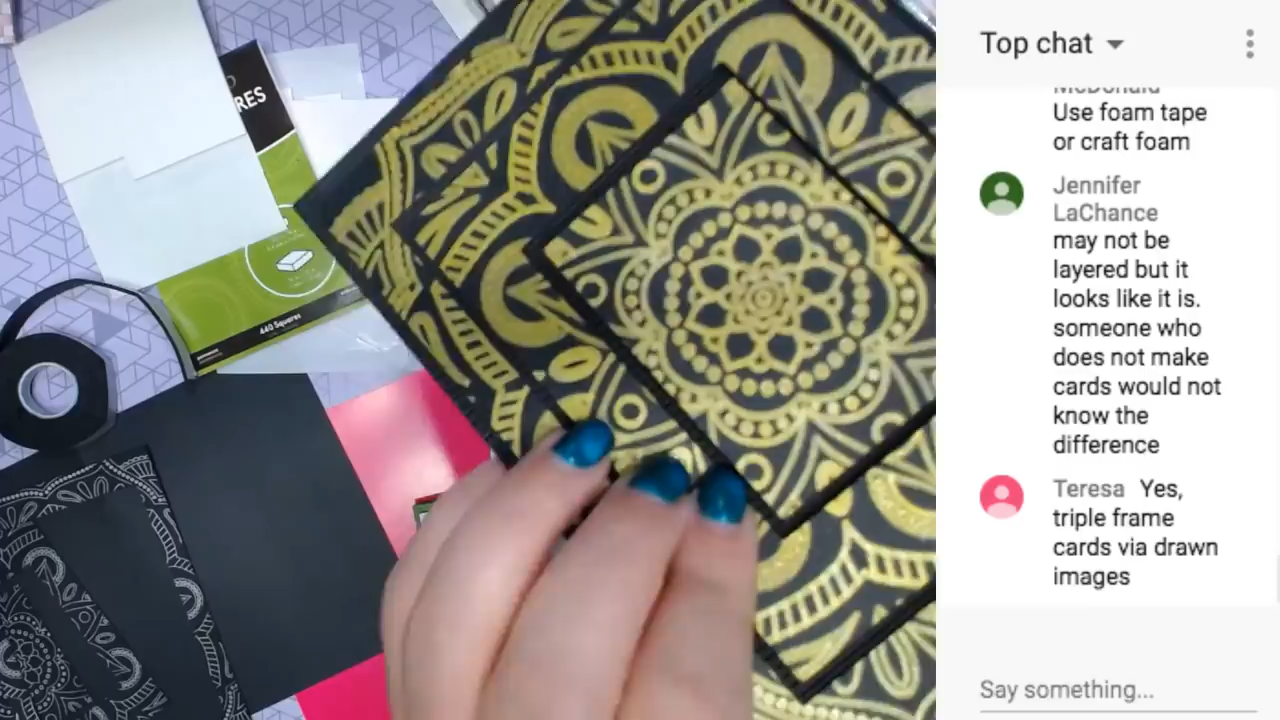 RES
440 Squares
Top chat
McDonald
Use foam tape
or craft foam
Jennifer
LaChance
may not be
layered but it
looks like it is.
someone who
does not make
cards would not
know the
difference
Teresa Yes,
triple frame
cards via drawn
images
Say something...